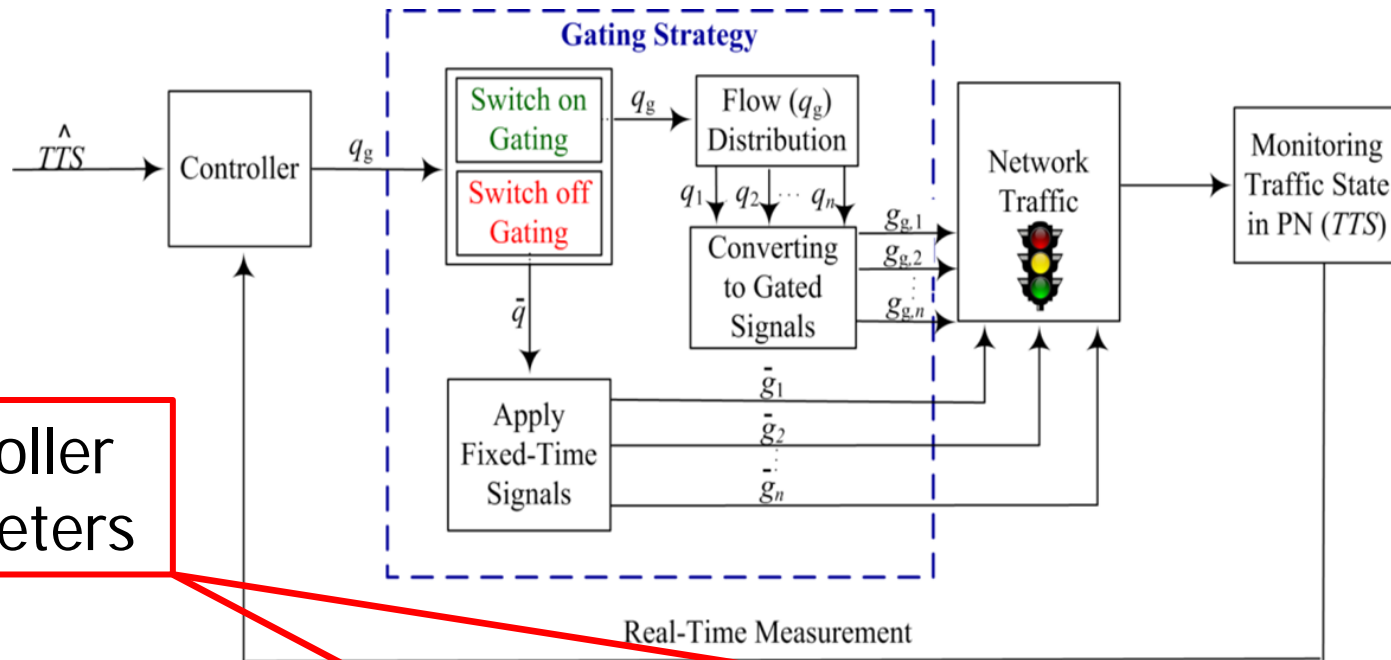 Gating Strategy
T̂TS
Controller
qg
Switch on
Gating
Switch off
Gating
qg
Flow (qg)
Distribution
q1 q2 ... qn
Converting
to Gated
Signals
gg,1
gg,2
⋮
gg,n
Network
Traffic
Monitoring
Traffic State
in PN (TTS)
q̄
Apply
Fixed-Time
Signals
ḡ1
ḡ2
⋮
ḡn
oller
eters
Real-Time Measurement